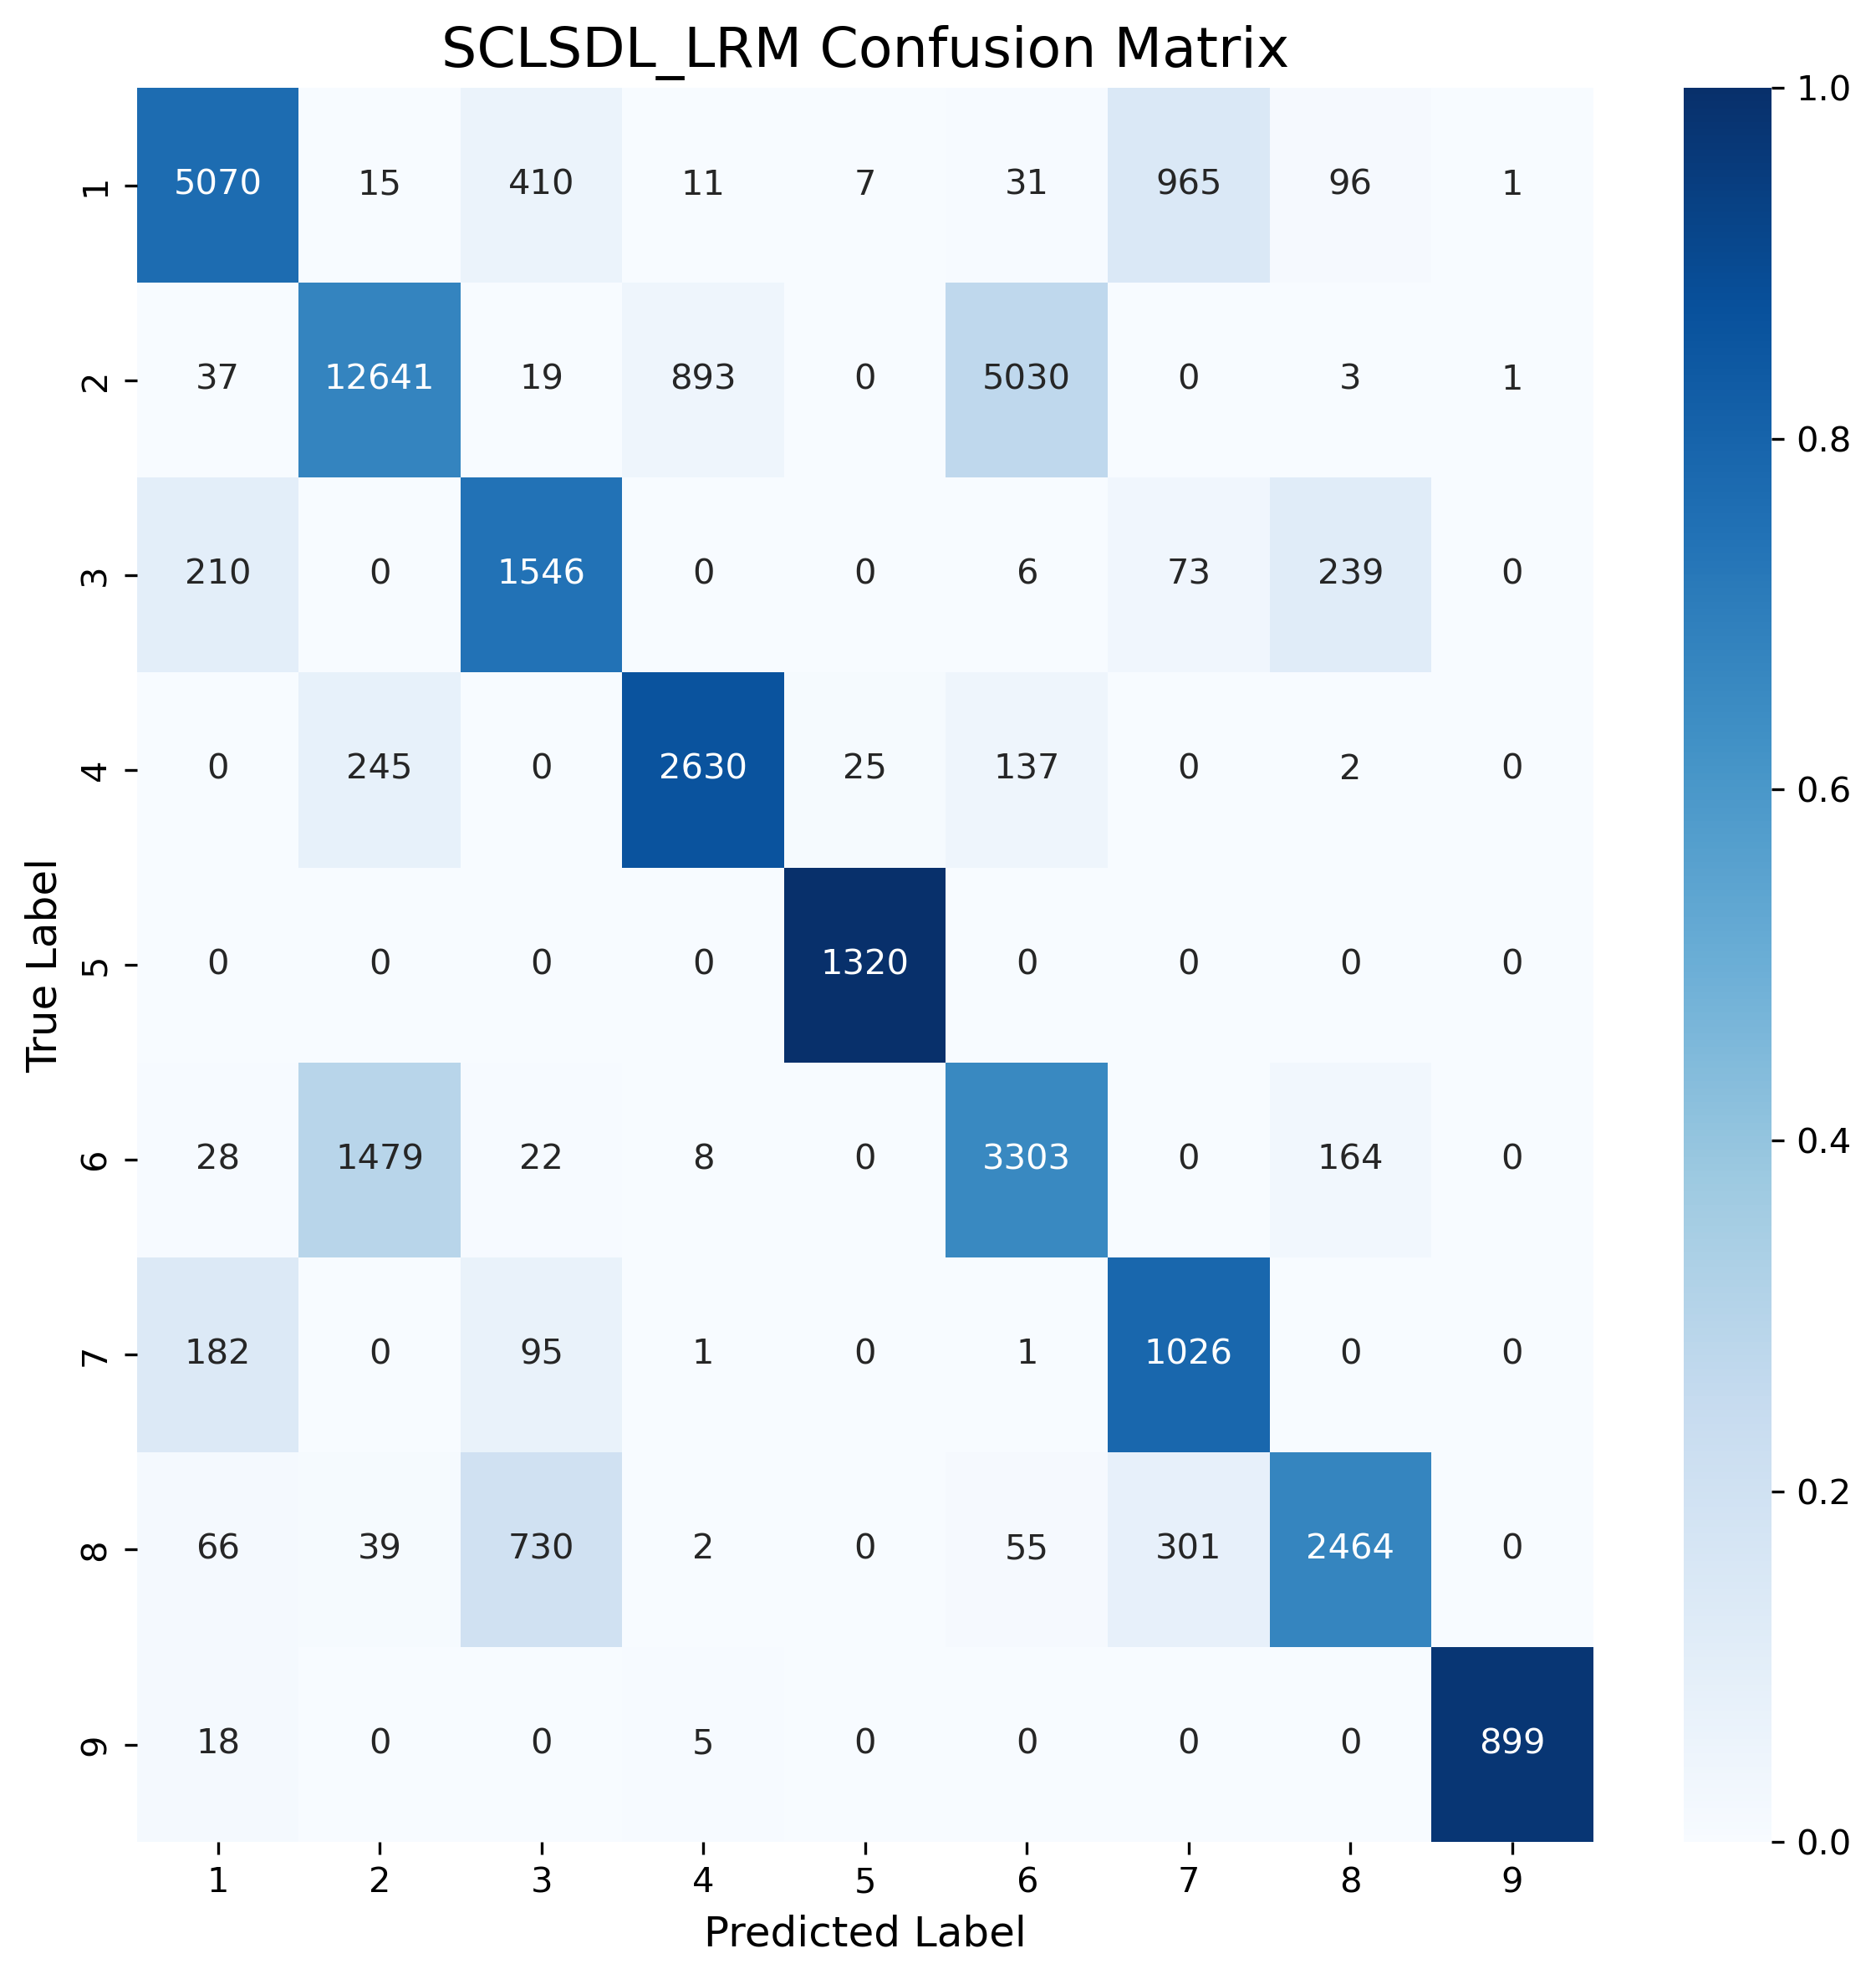 SCLSDL_LRM Confusion Matrix
1 5070 15 410 11 7 31 965 96 1
2 37 12641 19 893 0 5030 0 3 1
3 210 0 1546 0 0 6 73 239 0
4 0 245 0 2630 25 137 0 2 0
5 0 0 0 0 1320 0 0 0 0
6 28 1479 22 8 0 3303 0 164 0
7 182 0 95 1 0 1 1026 0 0
8 66 39 730 2 0 55 301 2464 0
9 18 0 0 5 0 0 0 0 899
1 2 3 4 5 6 7 8 9
Predicted Label
True Label
1.0
0.8
0.6
0.4
0.2
0.0